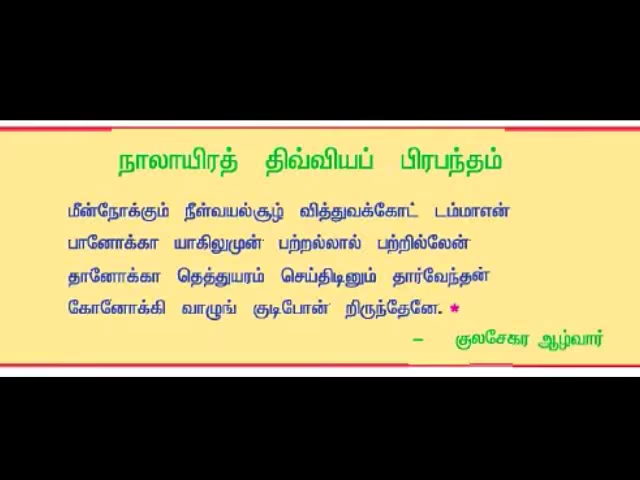 நாலாயிரத் திவ்வியப் பிரபந்தம்
மீன்நோக்கும் நீள்வயல்சூழ் வித்துவக்கோட் டம்மாஎன்
பானோக்கா யாகிலுமுன் பற்றல்லால் பற்றில்லேன்
தானோக்கா தெத்துயரம் செய்திடினும் தார்வேந்தன்
கோனோக்கி வாழுங் குடிபோன் றிருந்தேனே. *
– குலசேகர ஆழ்வார்